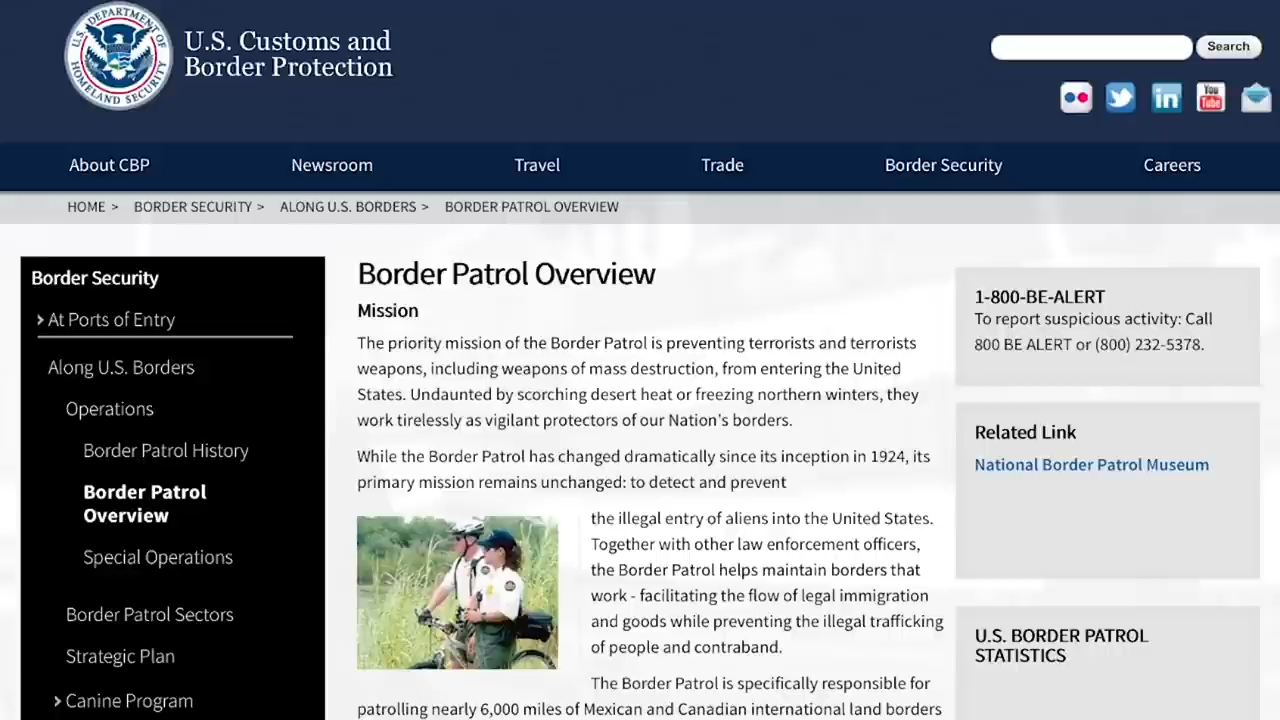 U.S. DEPARTMENT OF
HOMELAND SECURITY
U.S. Customs and
Border Protection
Search
in
You
Tube
About CBP
Newsroom
Travel
Trade
Border Security
Careers
HOME >
BORDER SECURITY >
ALONG U.S. BORDERS >
BORDER PATROL OVERVIEW
Border Security
At Ports of Entry
Along U.S. Borders
Operations
Border Patrol History
Border Patrol
Overview
Special Operations
Border Patrol Sectors
Strategic Plan
Canine Program
Border Patrol Overview
Mission
The priority mission of the Border Patrol is preventing terrorists and terrorists
weapons, including weapons of mass destruction, from entering the United
States. Undaunted by scorching desert heat or freezing northern winters, they
work tirelessly as vigilant protectors of our Nation's borders.
While the Border Patrol has changed dramatically since its inception in 1924, its
primary mission remains unchanged: to detect and prevent
the illegal entry of aliens into the United States.
Together with other law enforcement officers,
the Border Patrol helps maintain borders that
work - facilitating the flow of legal immigration
and goods while preventing the illegal trafficking
of people and contraband.
The Border Patrol is specifically responsible for
patrolling nearly 6,000 miles of Mexican and Canadian international land borders
1-800-BE-ALERT
To report suspicious activity: Call
800 BE ALERT or (800) 232-5378.
Related Link
National Border Patrol Museum
U.S. BORDER PATROL
STATISTICS